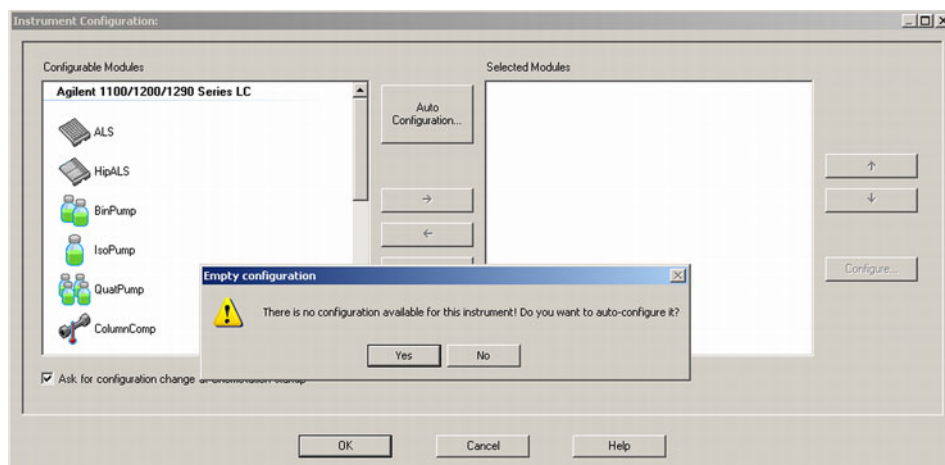 Instrument Configuration:
Configurable Modules
Selected Modules
Agilent 1100/1200/1290 Series LC
ALS
HipALS
BinPump
IsoPump
QuatPump
ColumnComp
Auto
Configuration...
→
←
↑
↓
Configure...
Empty configuration
There is no configuration available for this instrument! Do you want to auto-configure it?
Yes
No
Ask for configuration change
OK
Cancel
Help